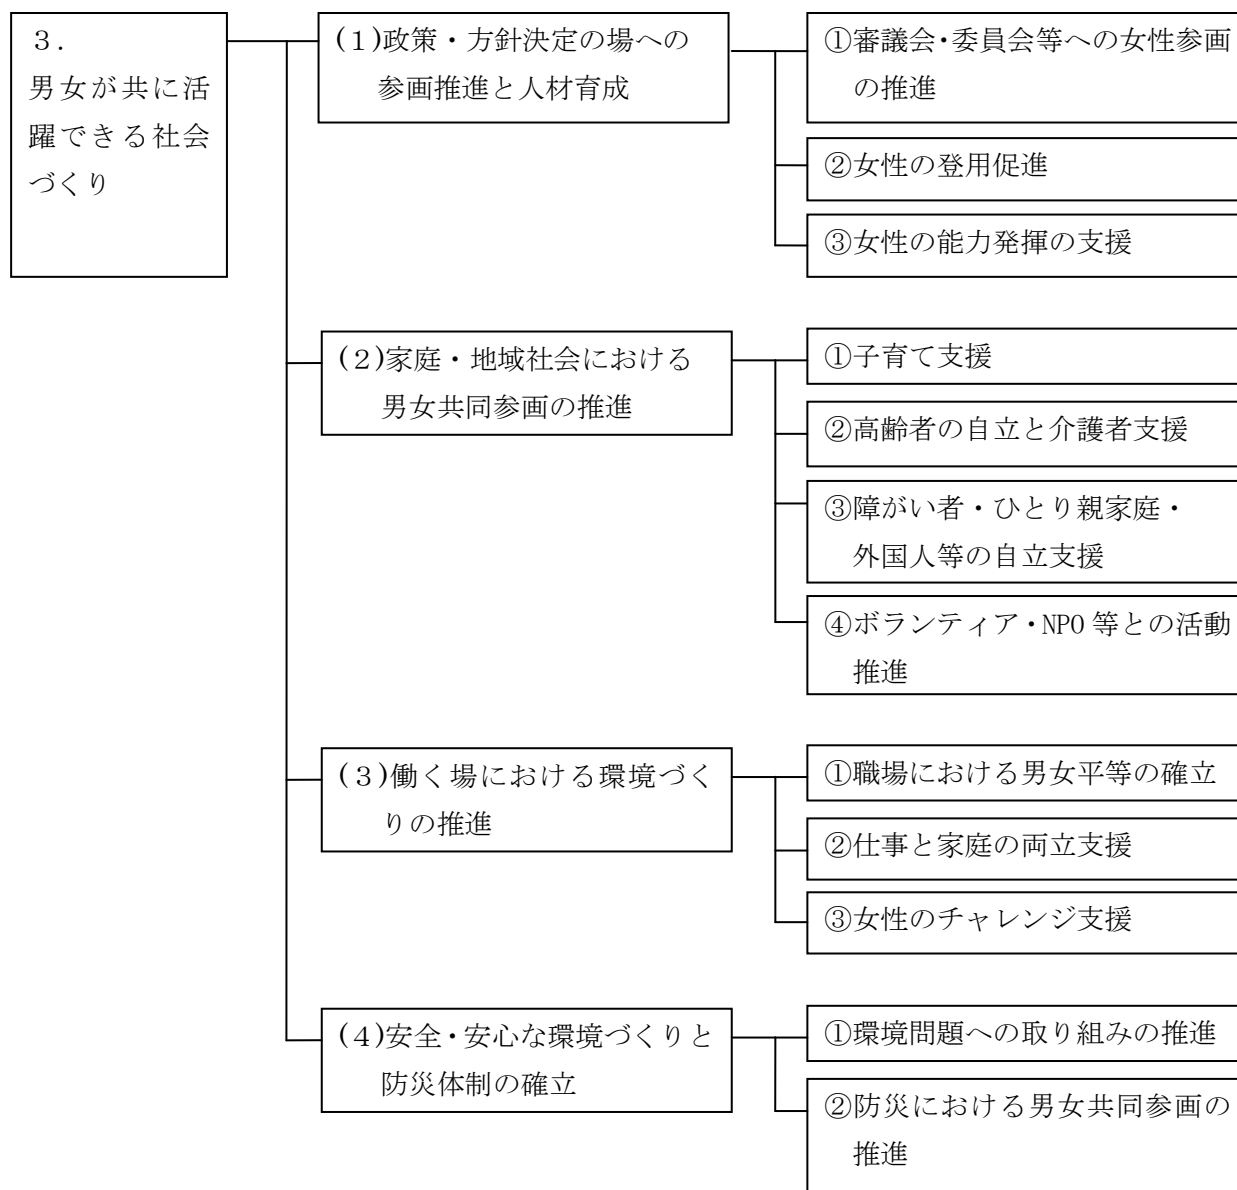 ３．
男女が共に活
躍できる社会
づくり
(１)政策・方針決定の場への
参画推進と人材育成
①審議会・委員会等への女性参画
の推進
②女性の登用促進
③女性の能力発揮の支援
(２)家庭・地域社会における
男女共同参画の推進
①子育て支援
②高齢者の自立と介護者支援
③障がい者・ひとり親家庭・
外国人等の自立支援
④ボランティア・NPO 等との活動
推進
(３)働く場における環境づく
りの推進
①職場における男女平等の確立
②仕事と家庭の両立支援
③女性のチャレンジ支援
(４)安全・安心な環境づくりと
防災体制の確立
①環境問題への取り組みの推進
②防災における男女共同参画の
推進